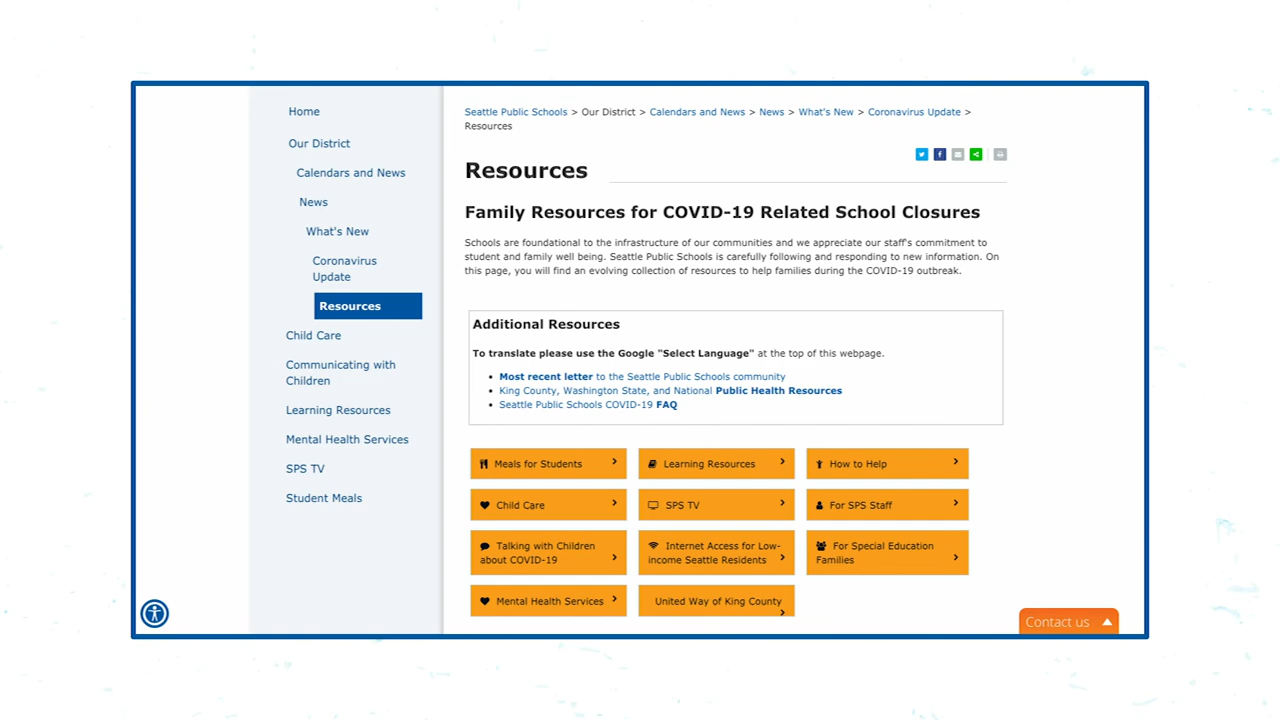 Home
Our District
Calendars and News
News
What's New
Coronavirus
Update
Resources
Child Care
Communicating with
Children
Learning Resources
Mental Health Services
SPS TV
Student Meals
Seattle Public Schools > Our District > Calendars and News > News > What's New > Coronavirus Update >
Resources
Resources
Family Resources for COVID-19 Related School Closures
Schools are foundational to the infrastructure of our communities and we appreciate our staff's commitment to
student and family well being. Seattle Public Schools is carefully following and responding to new information. On
this page, you will find an evolving collection of resources to help families during the COVID-19 outbreak.
Additional Resources
To translate please use the Google "Select Language" at the top of this webpage.
• Most recent letter to the Seattle Public Schools community
• King County, Washington State, and National Public Health Resources
• Seattle Public Schools COVID-19 FAQ
Meals for Students
Learning Resources
How to Help
Child Care
SPS TV
For SPS Staff
Talking with Children
about COVID-19
Internet Access for Low-
income Seattle Residents
For Special Education
Families
Mental Health Services
United Way of King County
Contact us